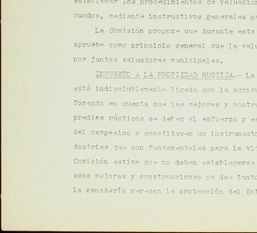 establecer los procedimientos de valuación
cuados, mediante instructivos generales p
La Comisión propone que durante este
apruebe como principio general que la valu
por juntas valuadoras municipales.
IMPUESTO A LA PROPIEDAD RUSTICA.- La
está indisolublemente ligada con la agricu
Tomando en cuenta que las mejoras y contru
predios rústicos se deben al esfuerzo y es
del campesino y constituyen un instrumento
dustrias que son fundamentales para la vi
Comisión estima que no deben establecerse
esas mejoras y construcciones ya que tanto
la ganadería merecen la protección del Est